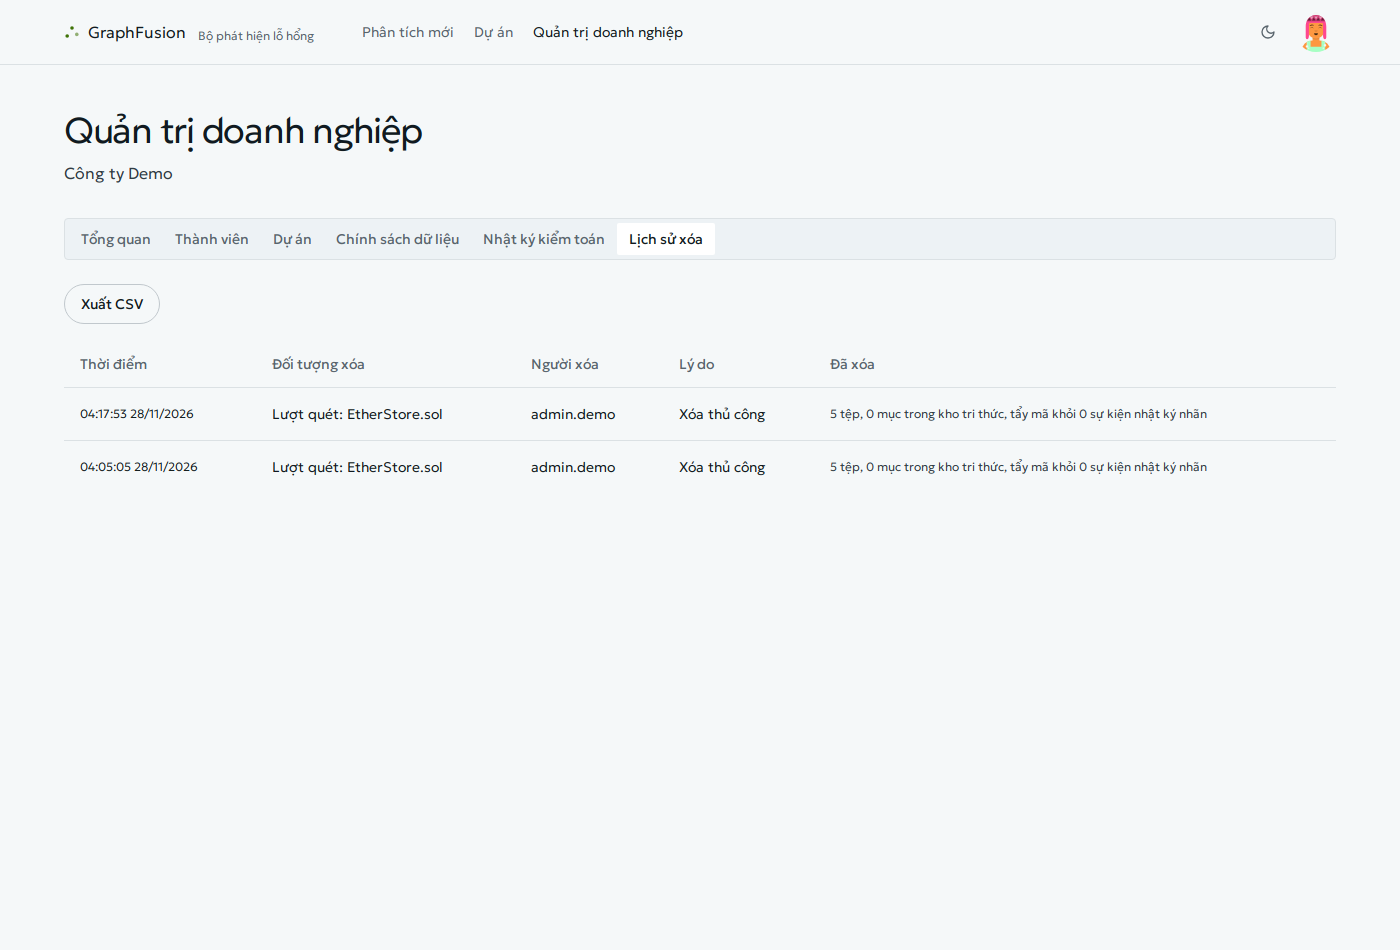 GraphFusion Bộ phát hiện lỗ hổng Phân tích mới Dự án Quản trị doanh nghiệp
Quản trị doanh nghiệp
Công ty Demo
Tổng quan Thành viên Dự án Chính sách dữ liệu Nhật ký kiểm toán Lịch sử xóa
Xuất CSV
Thời điểm Đối tượng xóa Người xóa Lý do Đã xóa
04:17:53 28/11/2026 Lượt quét: EtherStore.sol admin.demo Xóa thủ công 5 tệp, 0 mục trong kho tri thức, tẩy mã khỏi 0 sự kiện nhật ký nhãn
04:05:05 28/11/2026 Lượt quét: EtherStore.sol admin.demo Xóa thủ công 5 tệp, 0 mục trong kho tri thức, tẩy mã khỏi 0 sự kiện nhật ký nhãn